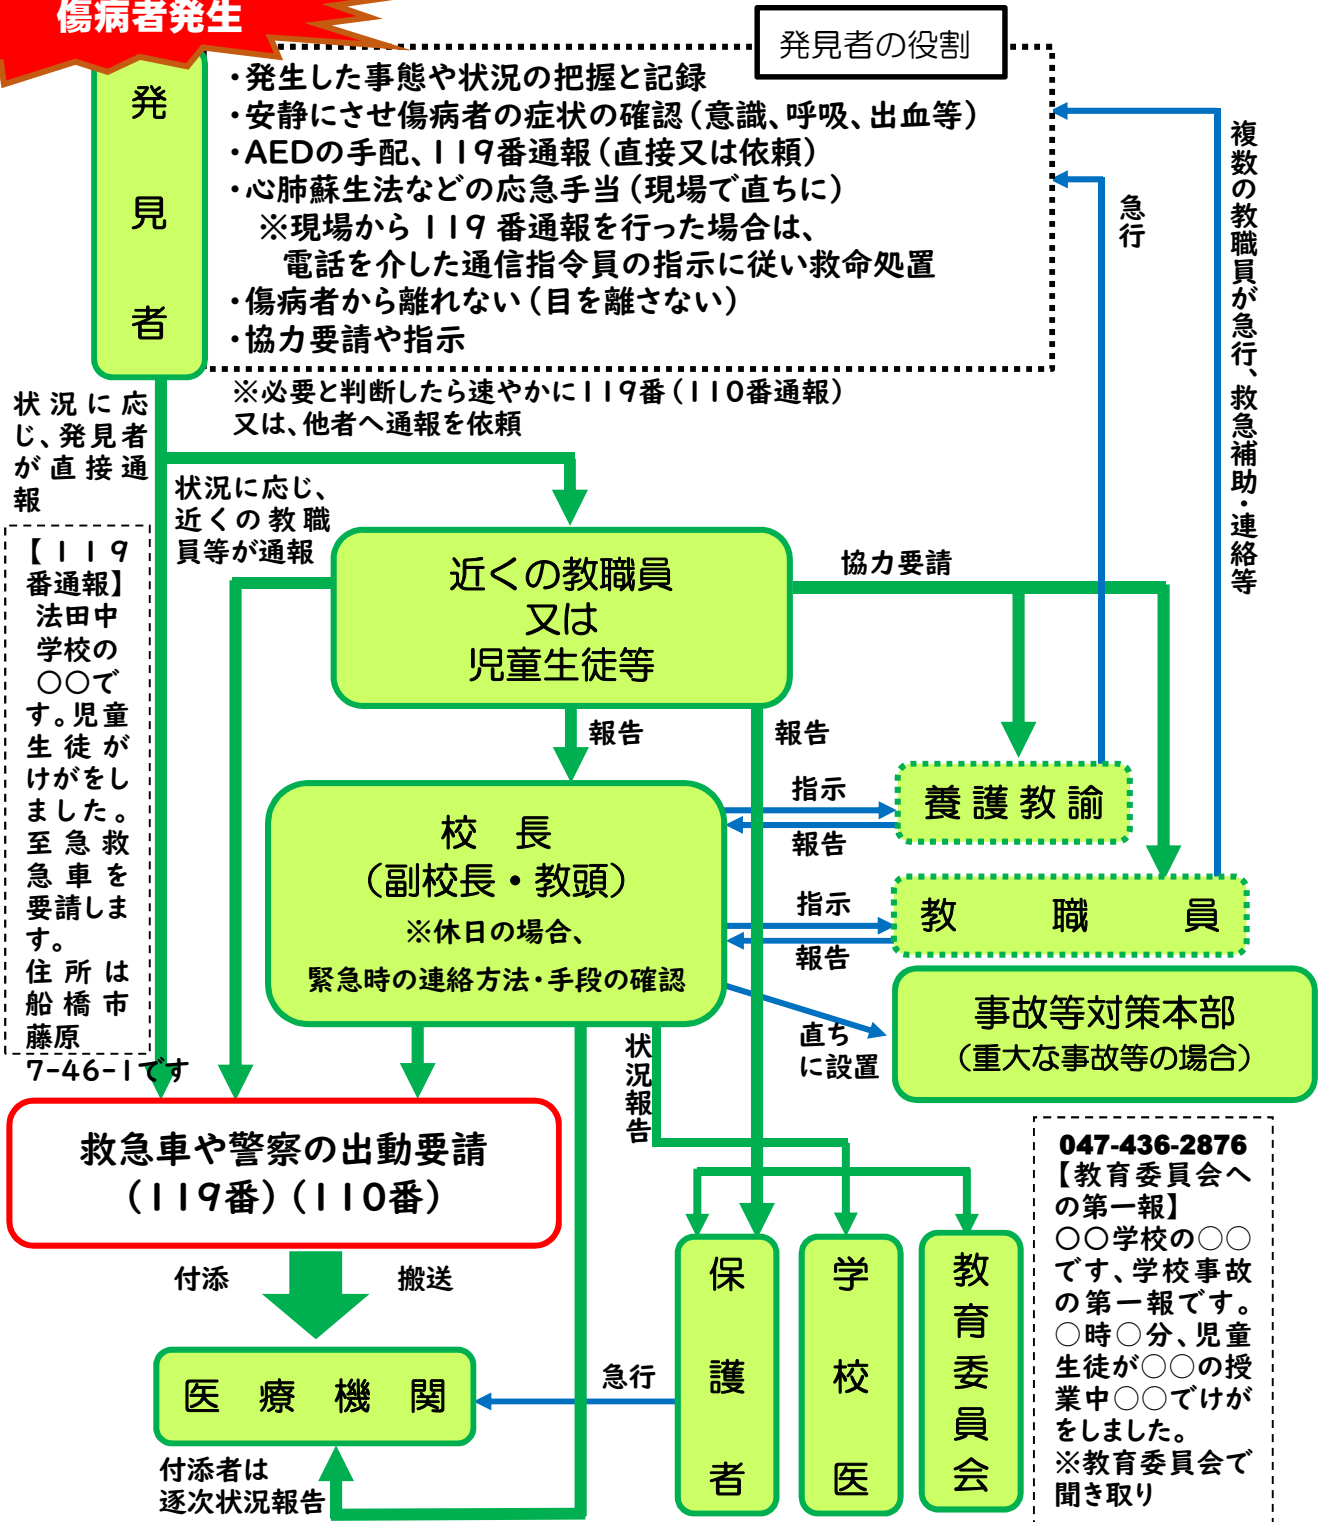 傷病者発生
発見者
発見者の役割
・発生した事態や状況の把握と記録
・安静にさせ傷病者の症状の確認（意識、呼吸、出血等）
・AEDの手配、119番通報（直接又は依頼）
・心肺蘇生法などの応急手当（現場で直ちに）
※現場から119番通報を行った場合は、
電話を介した通信指令員の指示に従い救命処置
・傷病者から離れない（目を離さない）
・協力要請や指示
※必要と判断したら速やかに119番（110番通報）
又は、他者へ通報を依頼
急行
複数の教職員が急行、救急補助・連絡等
状況に応
じ、発見者
が直接通
報
状況に応じ、
近くの教職
員等が通報
【119
番通報】
法田中
学校の
〇〇で
す。児童
生徒が
けがをし
ました。
至急救
急車を
要請しま
す。
住所は
船橋市
藤原
7-46-1です
近くの教職員
又は
児童生徒等
協力要請
報告
報告
校　長
（副校長・教頭）
※休日の場合、
緊急時の連絡方法・手段の確認
指示
報告
養護教諭
指示
報告
教職員
直ち
に設置
事故等対策本部
（重大な事故等の場合）
状況報告
救急車や警察の出動要請
（119番）（110番）
付添
搬送
医療機関
急行
付添者は
逐次状況報告
保護者
学校医
教育委員会
047-436-2876
【教育委員会へ
の第一報】
〇〇学校の〇〇
です、学校事故
の第一報です。
〇時〇分、児童
生徒が〇〇の授
業中〇〇でけが
をしました。
※教育委員会で
聞き取り